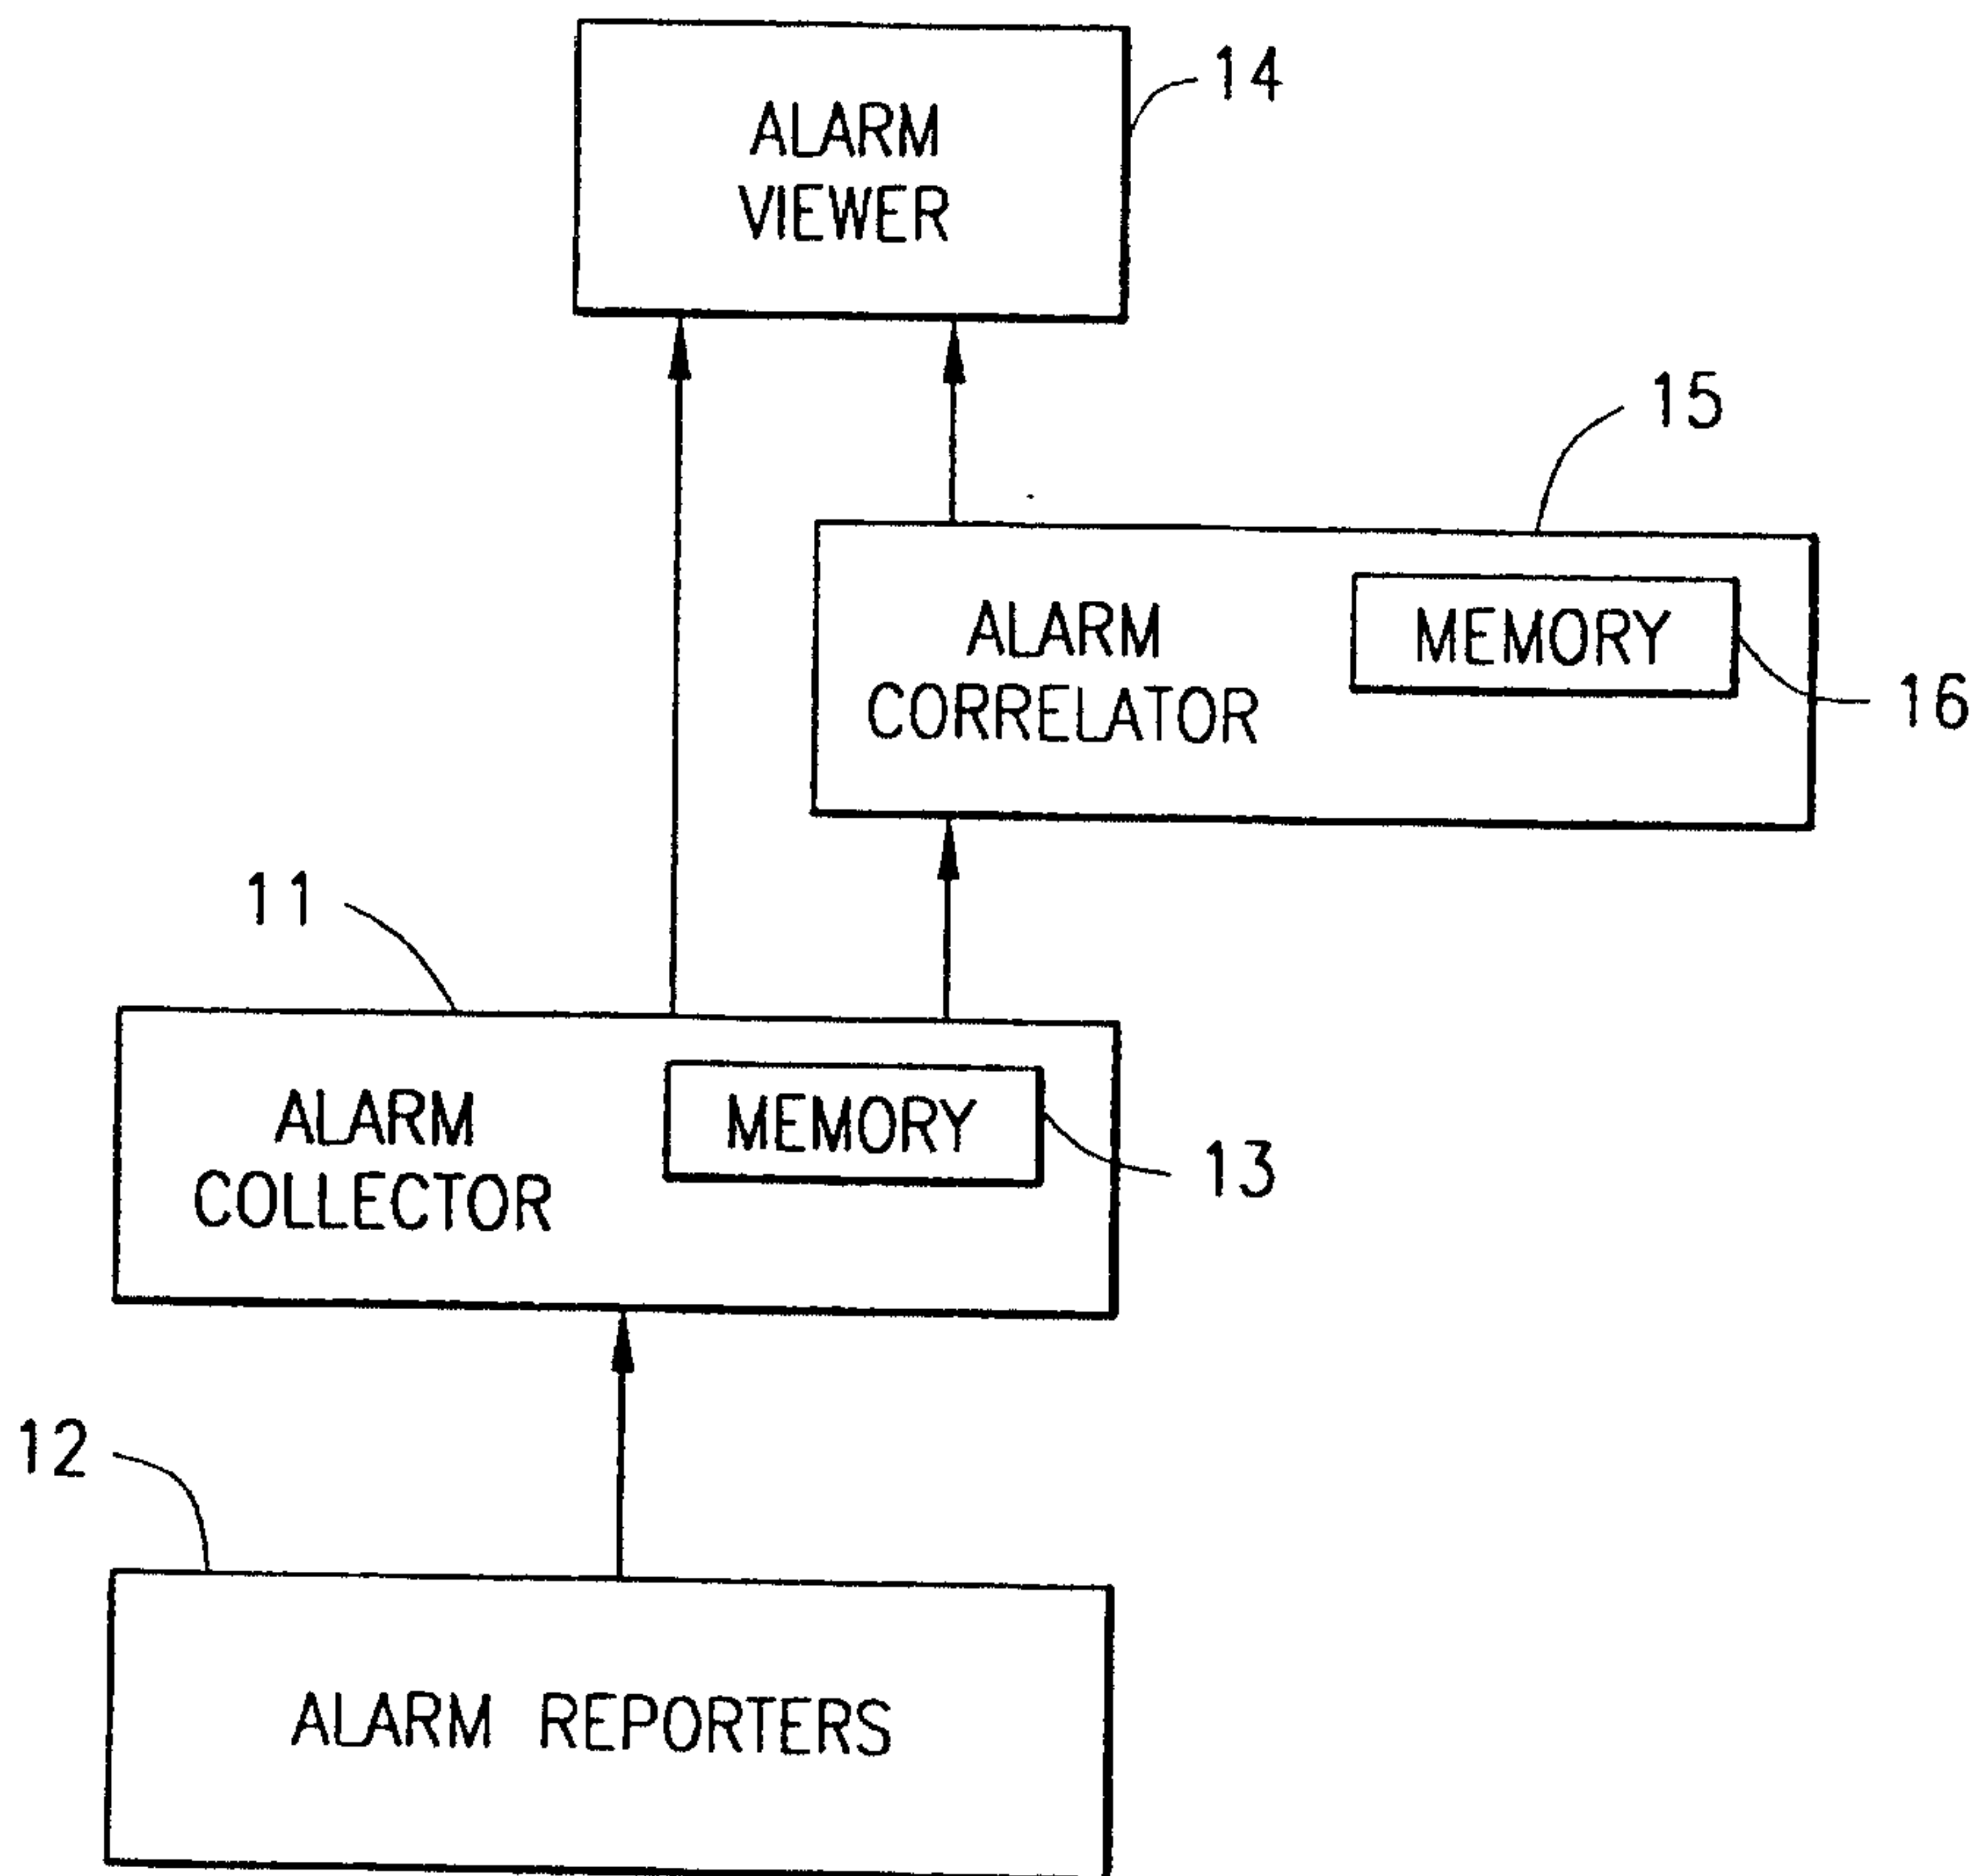 ALARM
VIEWER
14
15
ALARM
CORRELATOR
MEMORY
16
11
ALARM
COLLECTOR
MEMORY
13
12
ALARM REPORTERS